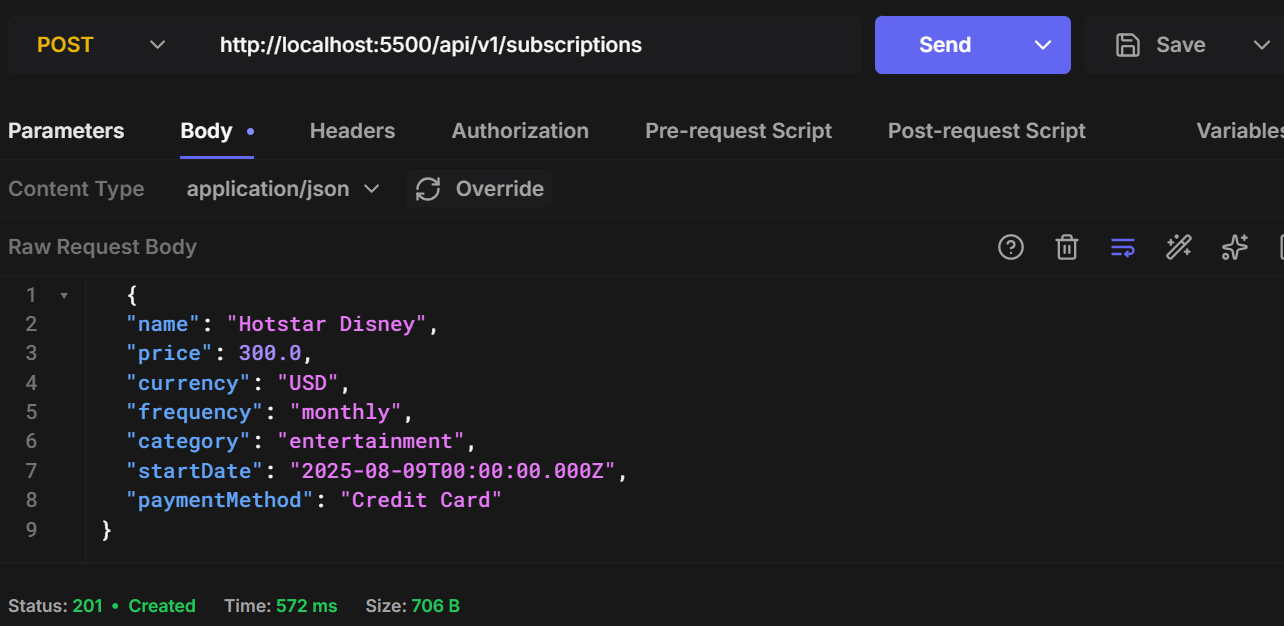 POST http://localhost:5500/api/v1/subscriptions Send Save
Parameters Body • Headers Authorization Pre-request Script Post-request Script Variables
Content Type application/json Override
Raw Request Body
1 {
2 "name": "Hotstar Disney",
3 "price": 300.0,
4 "currency": "USD",
5 "frequency": "monthly",
6 "category": "entertainment",
7 "startDate": "2025-08-09T00:00:00.000Z",
8 "paymentMethod": "Credit Card"
9 }
Status: 201 • Created Time: 572 ms Size: 706 B